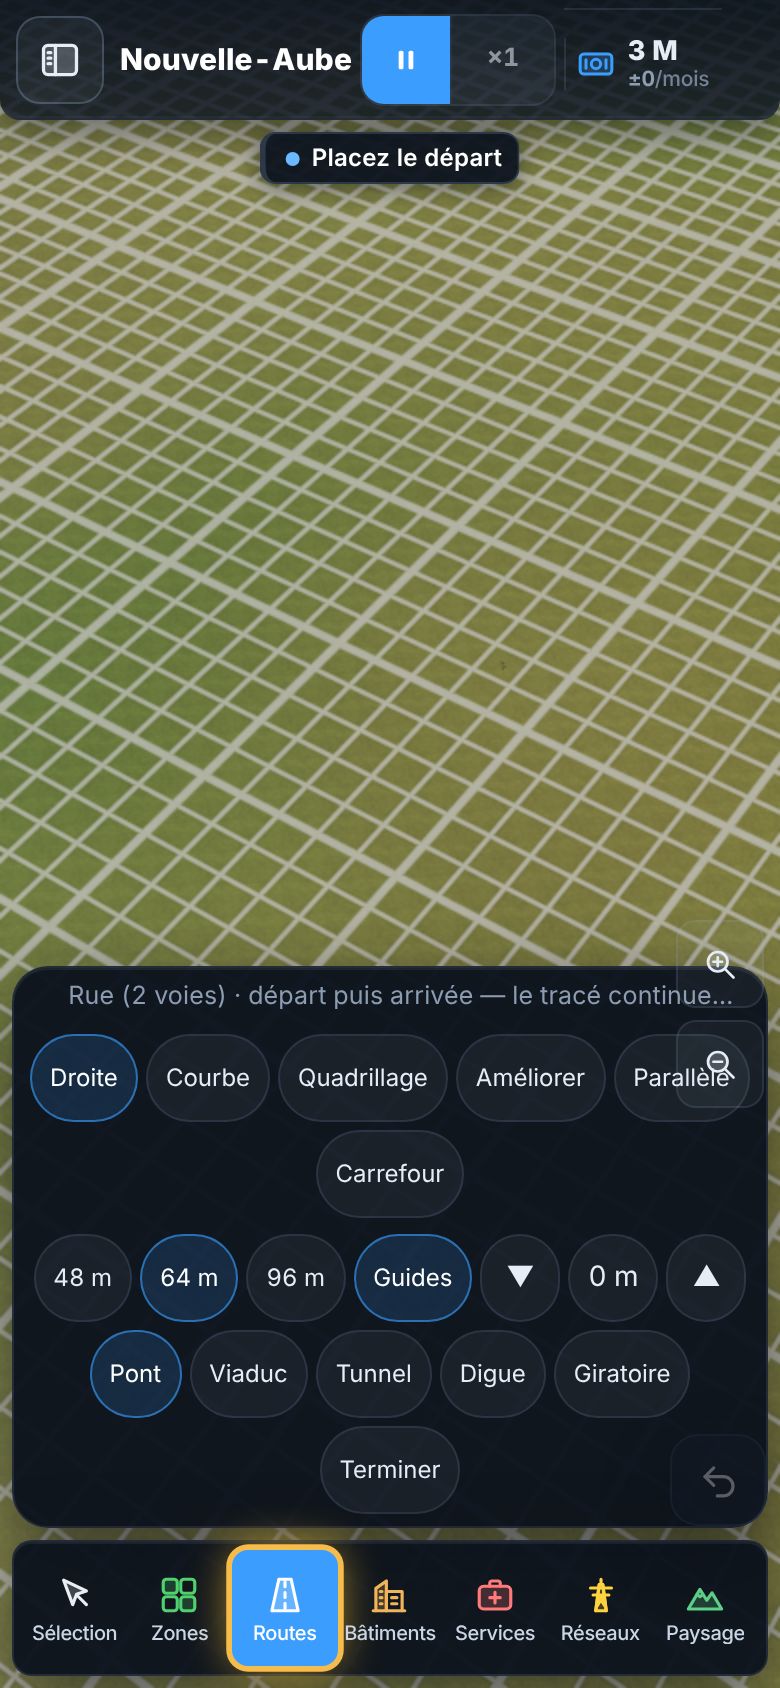 Nouvelle-Aube
×1
3 M
±0/mois
Placez le départ
Rue (2 voies) · départ puis arrivée — le tracé continue…
Droite Courbe Quadrillage Améliorer Parallèle
Carrefour
48 m 64 m 96 m Guides ▼ 0 m ▲
Pont Viaduc Tunnel Digue Giratoire
Terminer
Sélection Zones Routes Bâtiments Services Réseaux Paysage